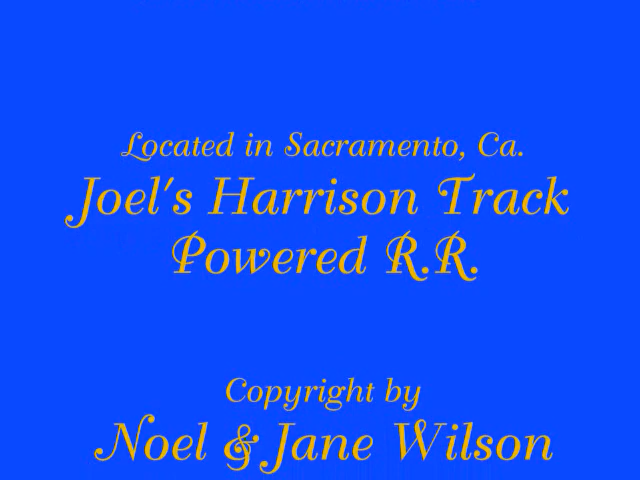 Located in Sacramento, Ca.
Joel's Harrison Track
Powered R.R.
Copyright by
Noel & Jane Wilson